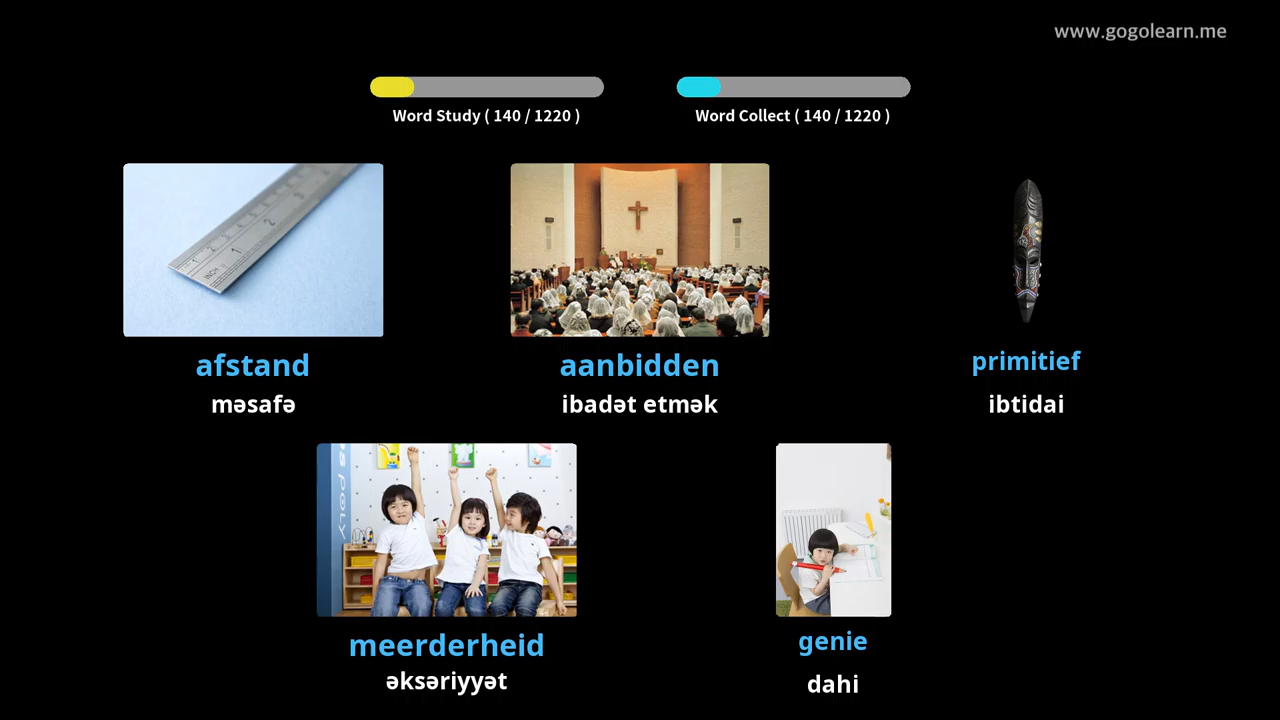 www.gogolearn.me
Word Study ( 140 / 1220 )
Word Collect ( 140 / 1220 )
afstand
məsafə
aanbidden
ibadət etmək
primitief
ibtidai
meerderheid
əksəriyyət
genie
dahi